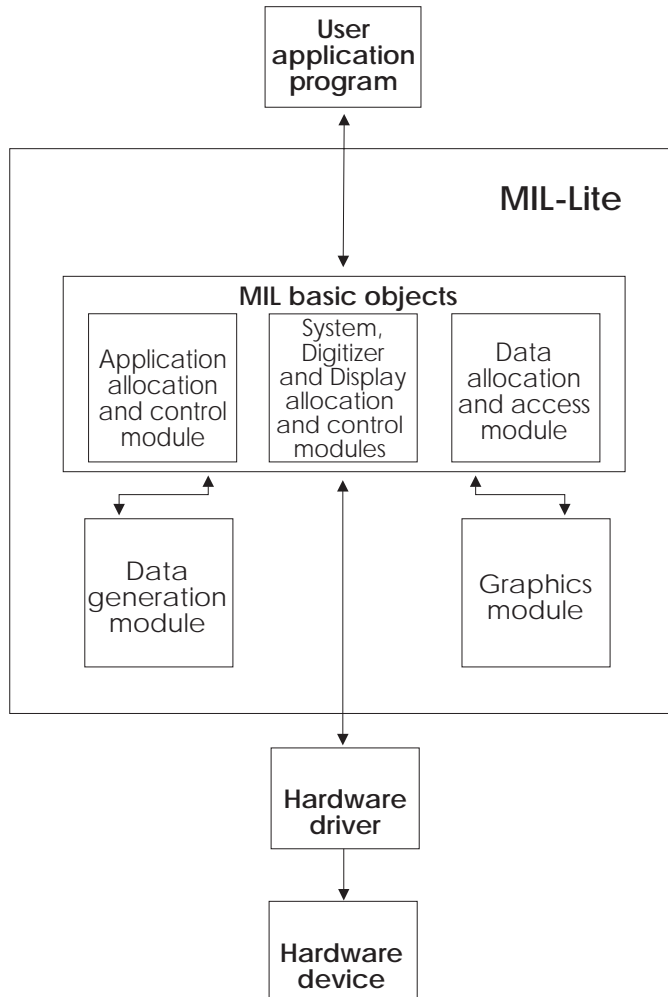 User
application
program
MIL-Lite
MIL basic objects
Application
allocation
and control
module
System,
Digitizer
and Display
allocation
and control
modules
Data
allocation
and access
module
Data
generation
module
Graphics
module
Hardware
driver
Hardware
device